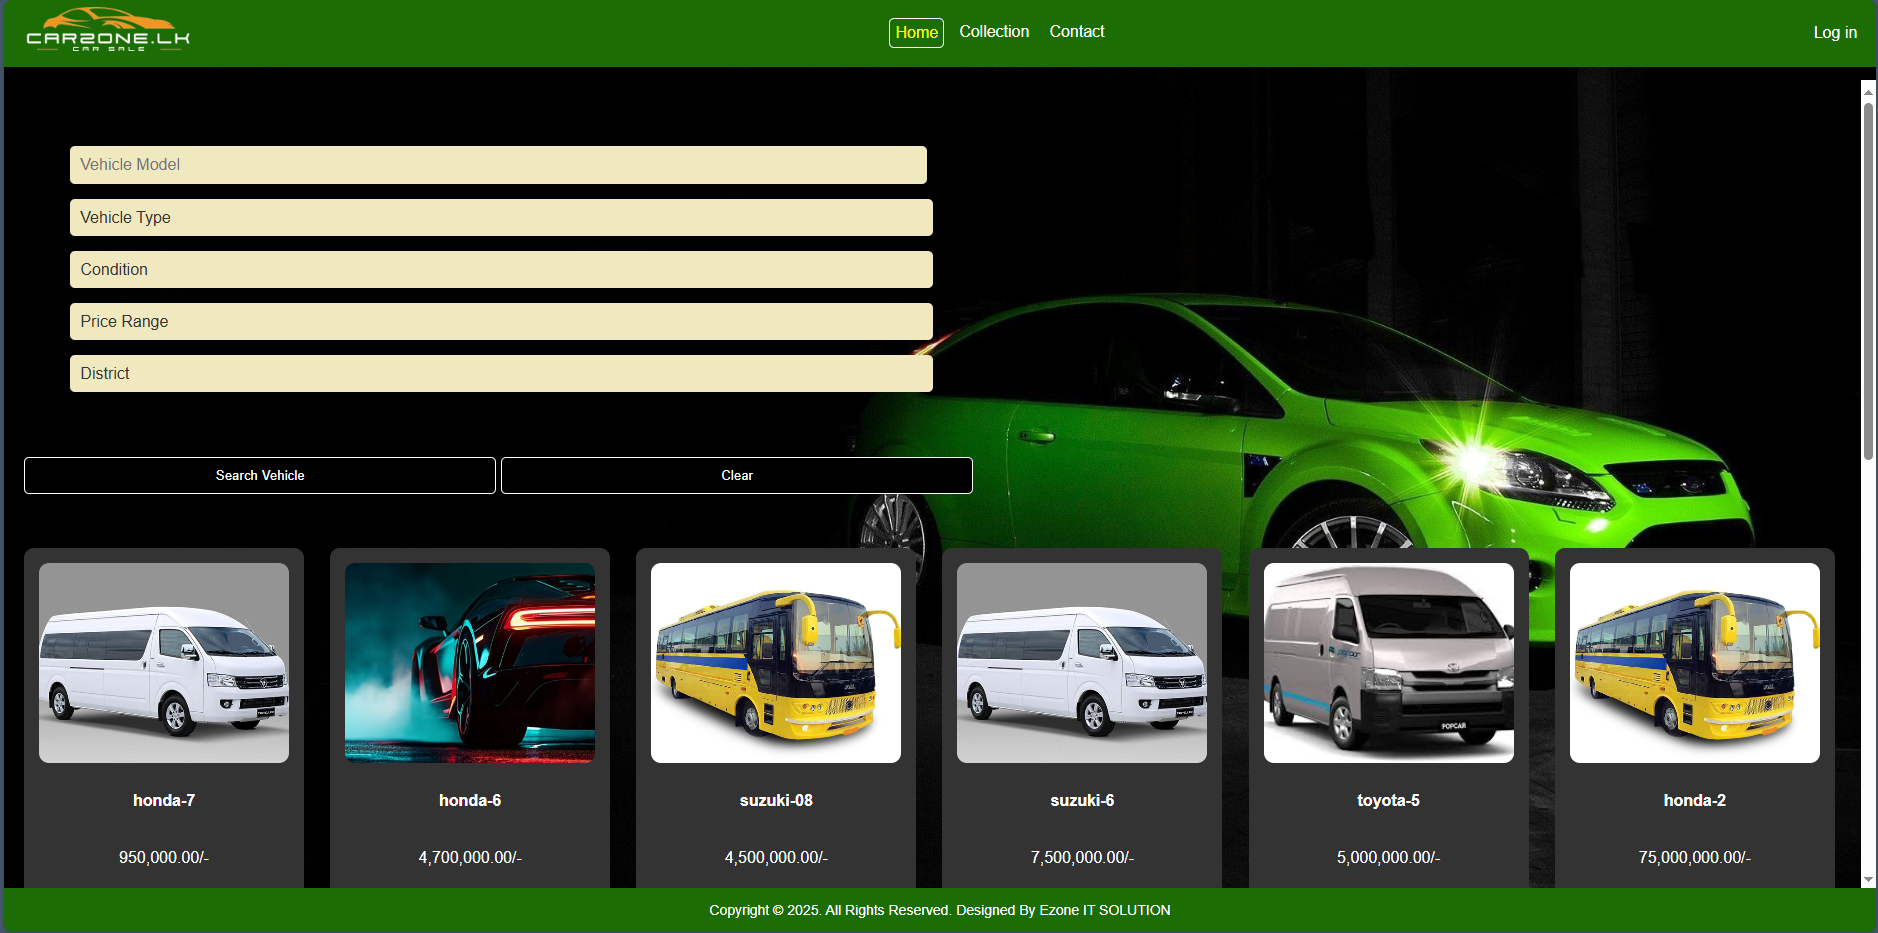 CARZONE.LK
CAR SALE
Home
Collection
Contact
Log in
Vehicle Model
Vehicle Type
Condition
Price Range
District
Search Vehicle
Clear
POPCAR
honda-7
honda-6
suzuki-08
suzuki-6
toyota-5
honda-2
950,000.00/-
4,700,000.00/-
4,500,000.00/-
7,500,000.00/-
5,000,000.00/-
75,000,000.00/-
Copyright © 2025. All Rights Reserved. Designed By Ezone IT SOLUTION